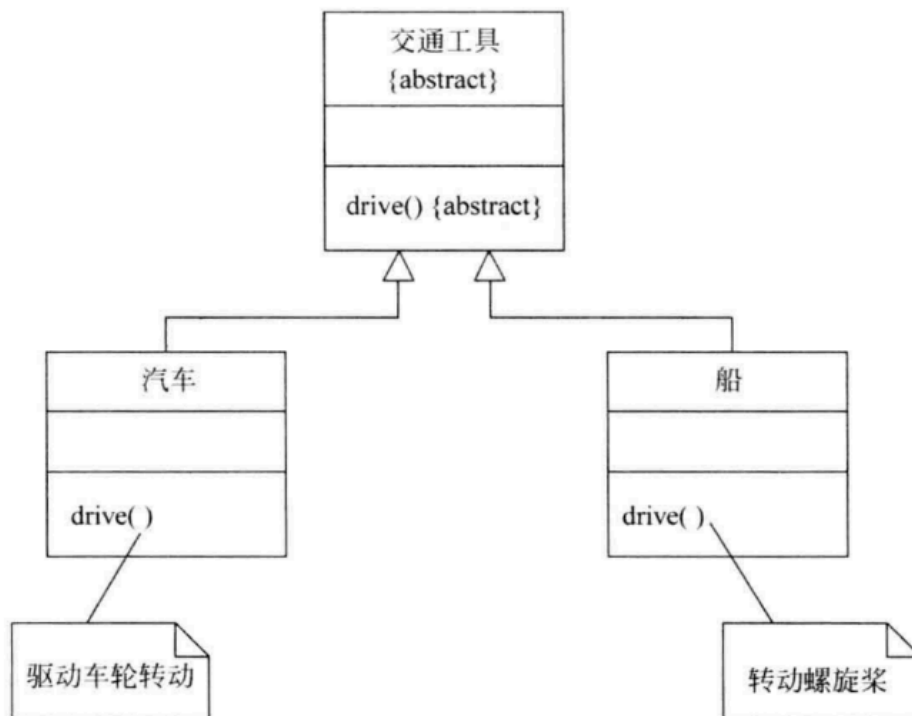 交通工具
{abstract}
drive() {abstract}
汽车
船
drive( )
drive( )
驱动车轮转动
转动螺旋桨